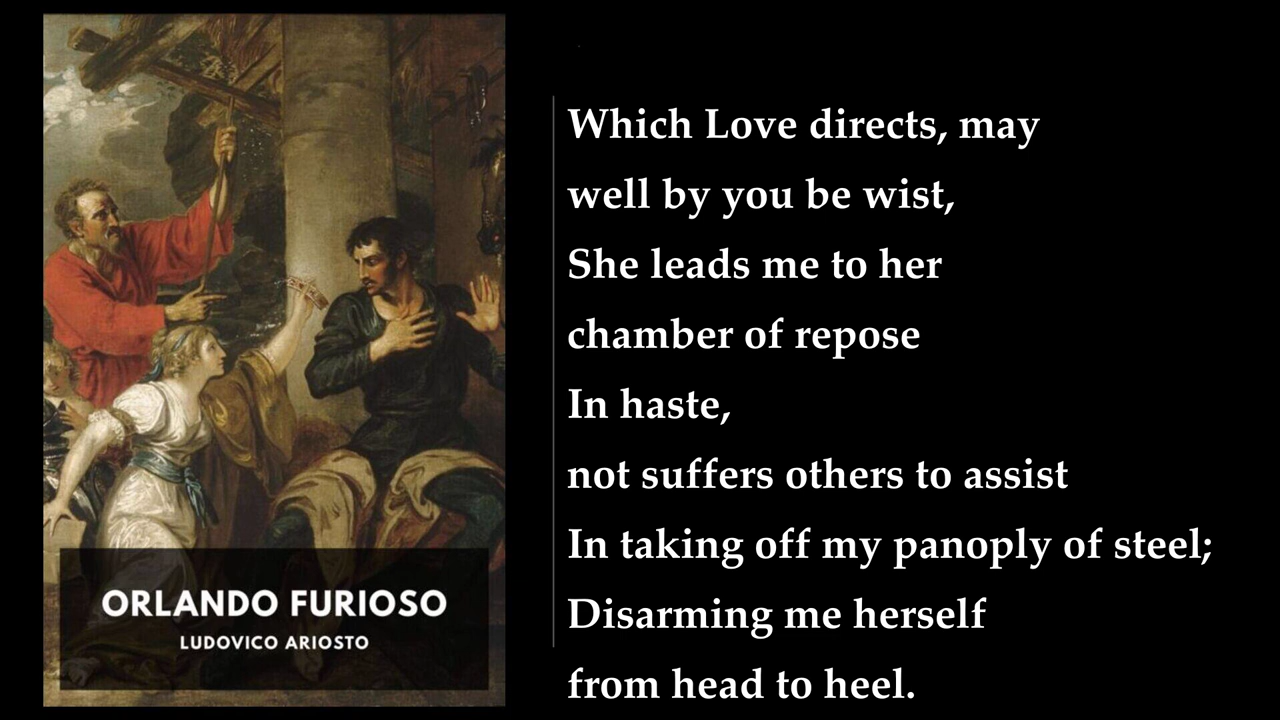 ORLANDO FURIOSO
LUDOVICO ARIOSTO
Which Love directs, may
well by you be wist,
She leads me to her
chamber of repose
In haste,
not suffers others to assist
In taking off my panoply of steel;
Disarming me herself
from head to heel.